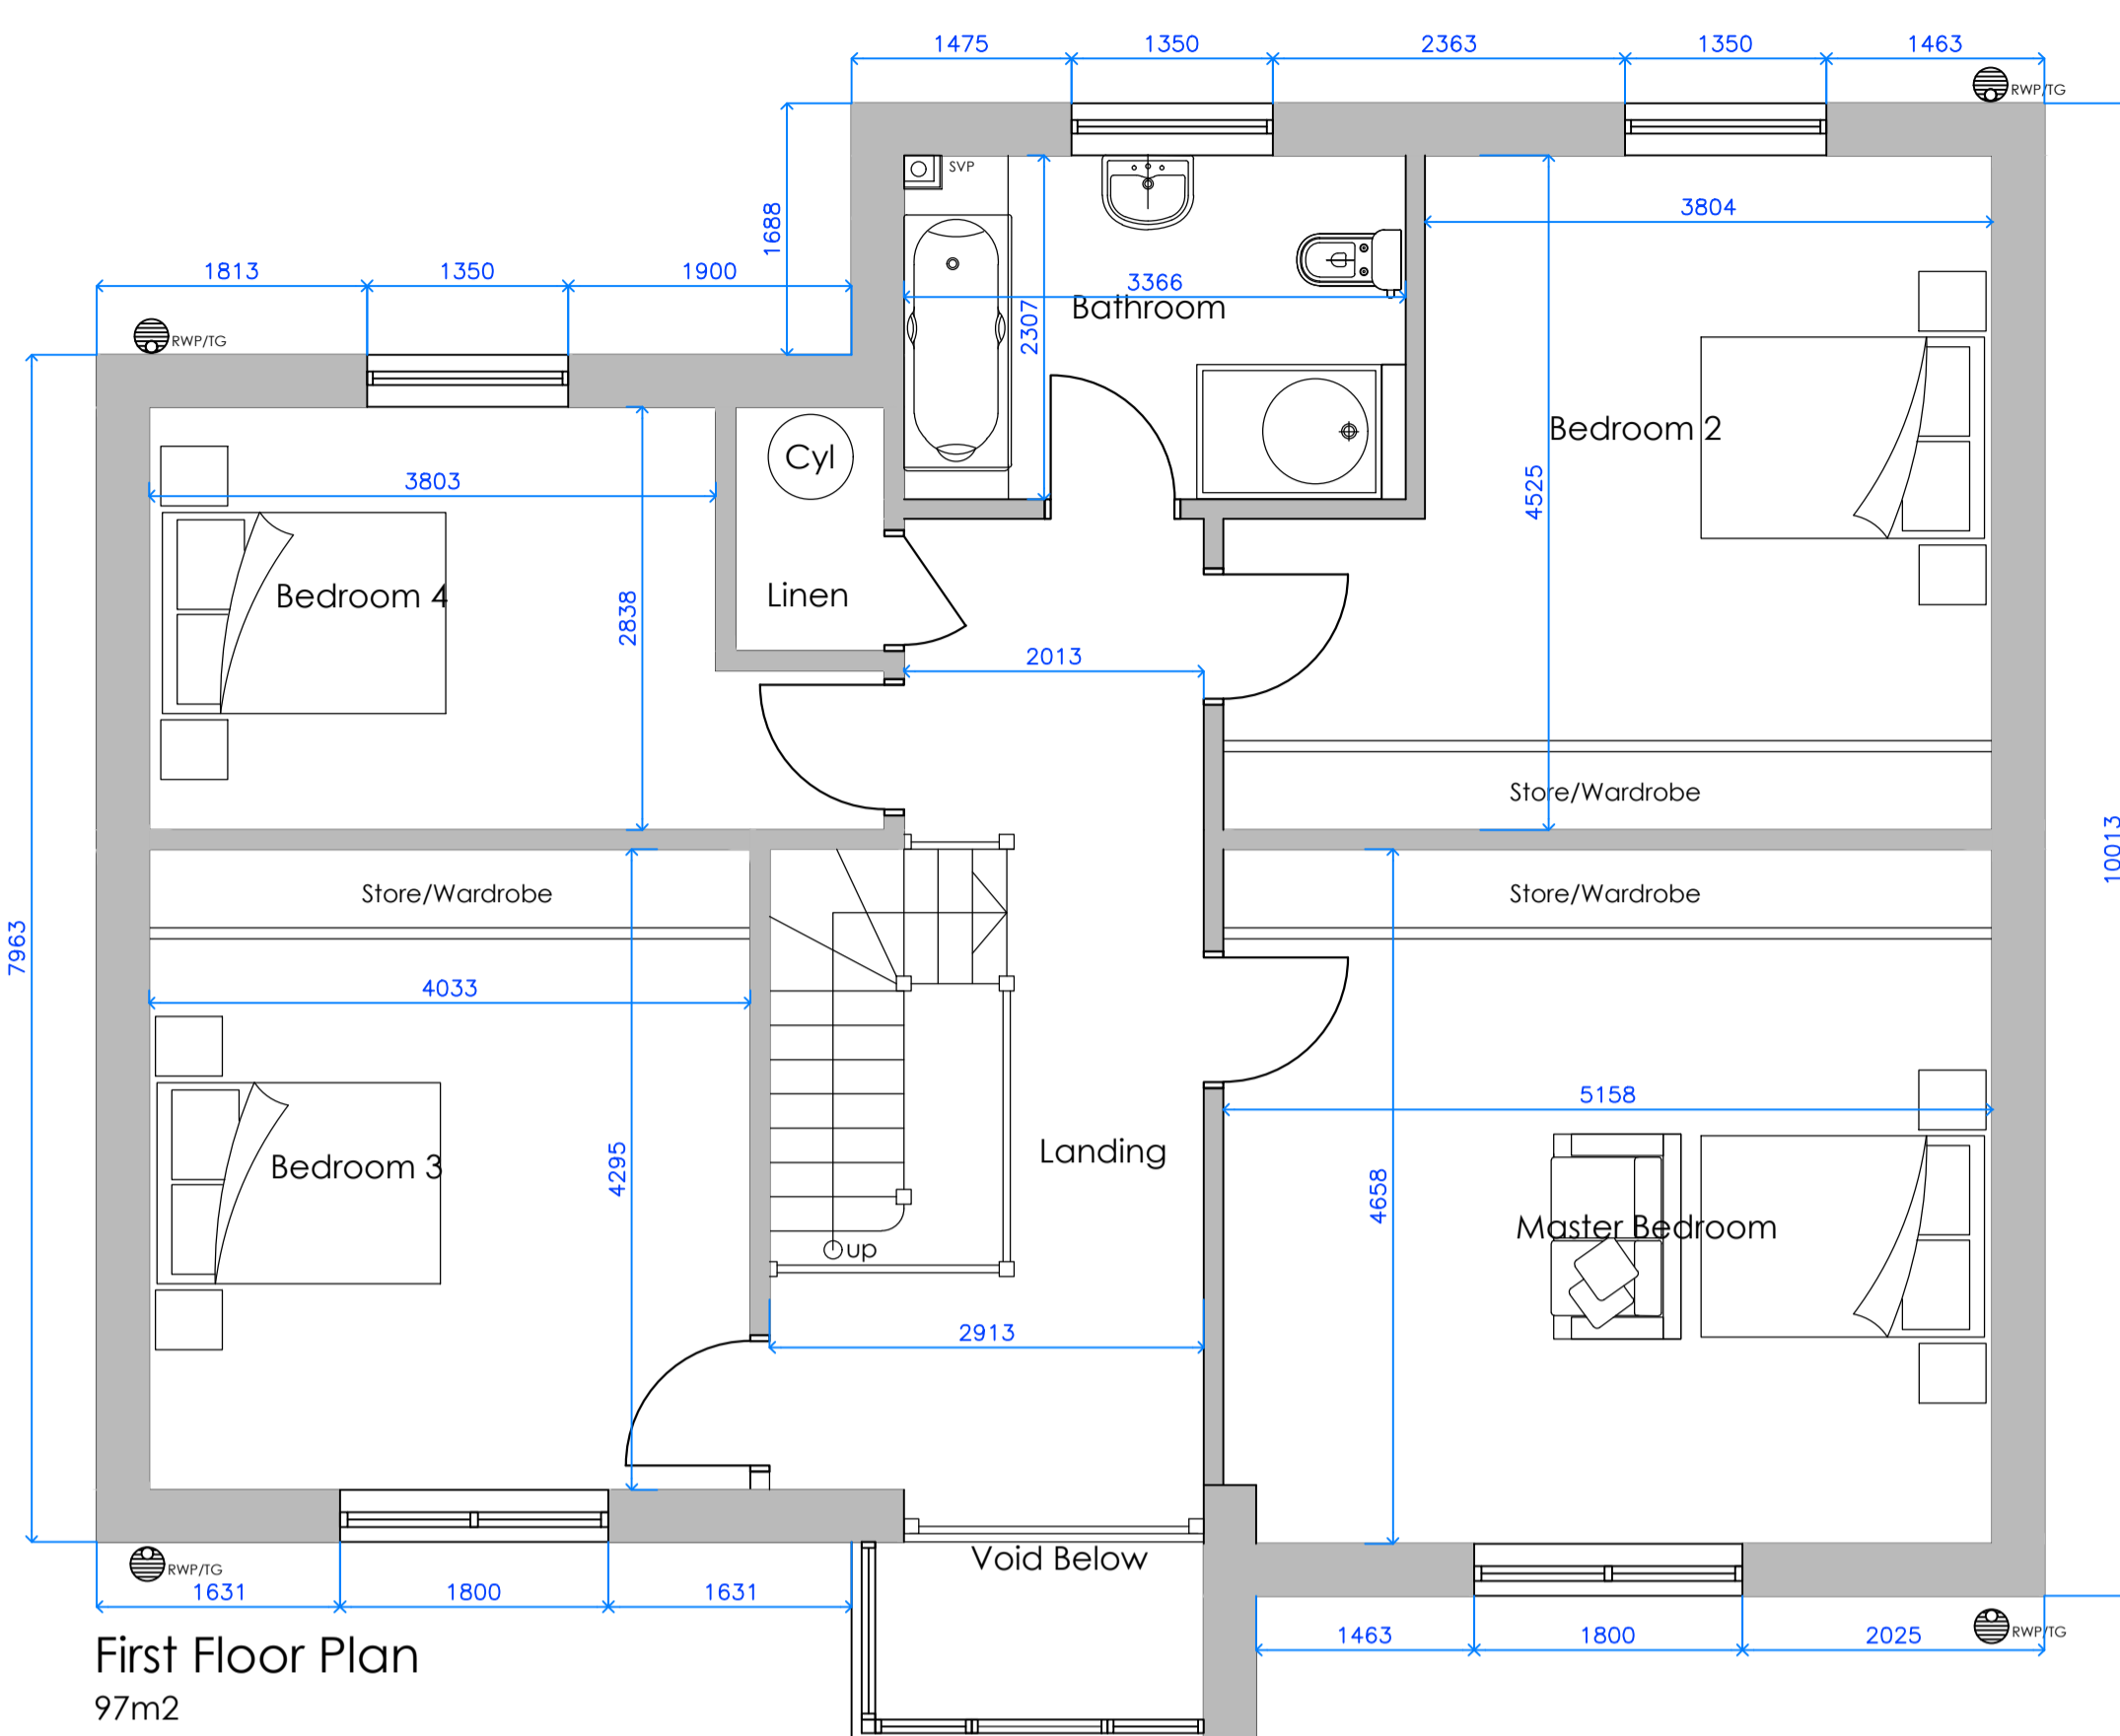 1475
1350
2363
1350
1463
RWP/TG
SVP
1688
3804
1813
1350
1900
3366
Bathroom
2307
RWP/TG
Bedroom 2
Cyl
3803
4525
Bedroom 4
Linen
2838
2013
Store/Wardrobe
10013
Store/Wardrobe
Store/Wardrobe
7963
4033
5158
Landing
4295
Bedroom 3
4658
Master Bedroom
up
2913
Void Below
RWP/TG
1631
1800
1631
RWP/TG
1463
1800
2025
First Floor Plan
97m2